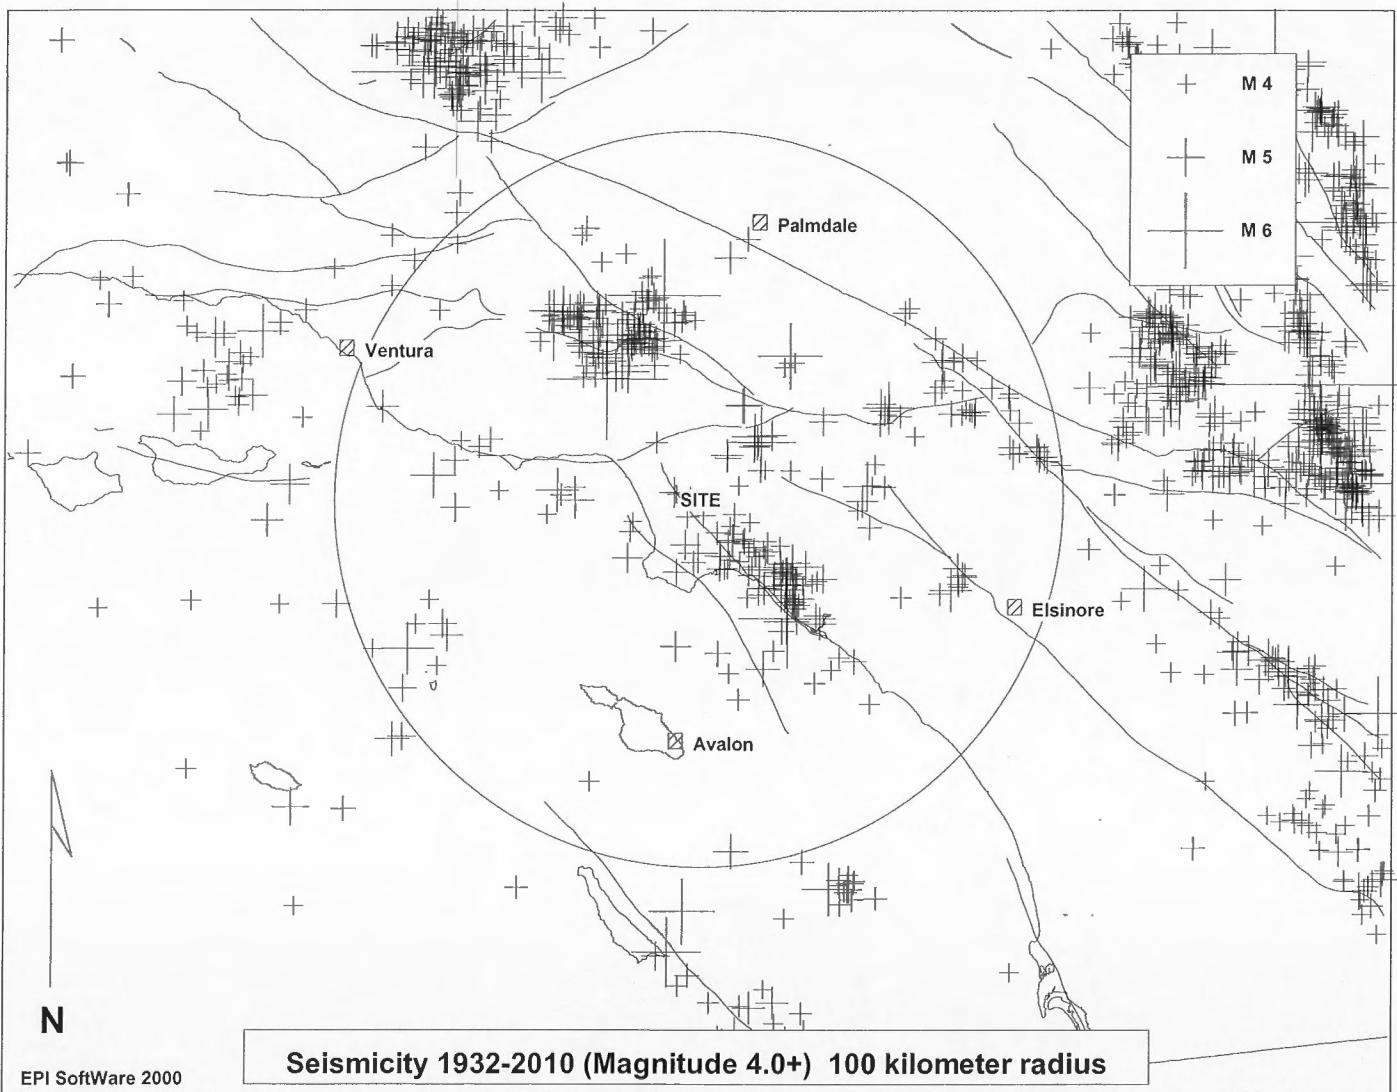 M 4
M 5
M 6
Palmdale
Ventura
SITE
Elsinore
Avalon
N
Seismicity 1932-2010 (Magnitude 4.0+) 100 kilometer radius
EPI SoftWare 2000